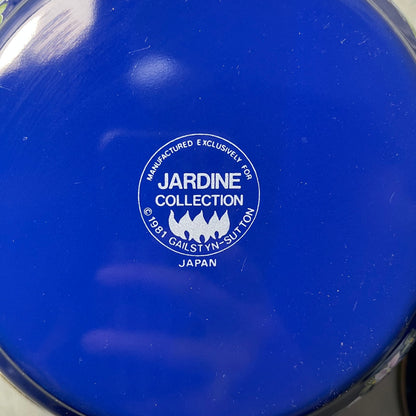 MANUFACTURED EXCLUSIVELY FOR
JARDINE
COLLECTION
©1981 GAILSTYN-SUTTON
JAPAN